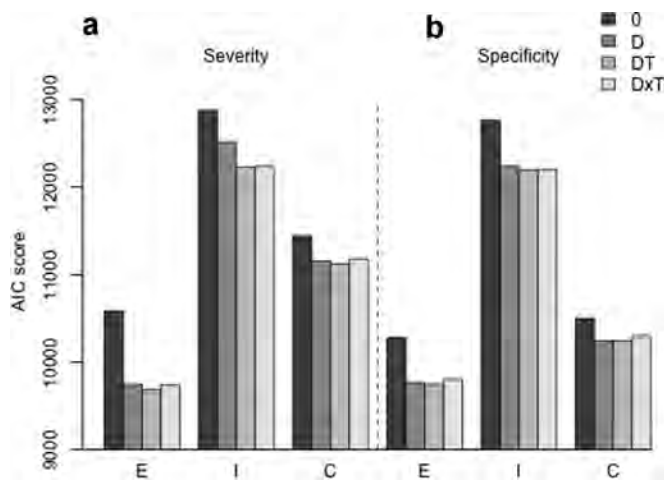 a
b
0
D
DT
DxT
Severity
Specificity
AIC score
13000
12000
11000
10000
9000
E I C E I C